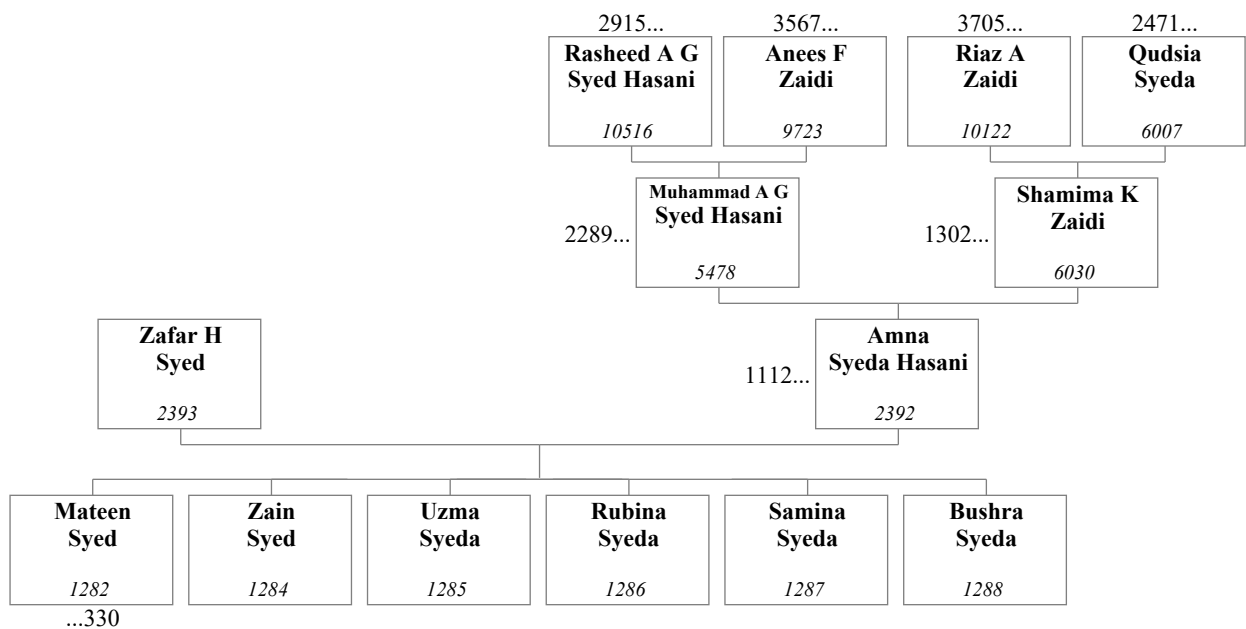 2915...
3567...
3705...
2471...
Rasheed A G
Syed Hasani
10516
Anees F
Zaidi
9723
Riaz A
Zaidi
10122
Qudsia
Syeda
6007
2289...
Muhammad A G
Syed Hasani
5478
1302...
Shamima K
Zaidi
6030
Zafar H
Syed
2393
1112...
Amna
Syeda Hasani
2392
Mateen
Syed
1282
...330
Zain
Syed
1284
Uzma
Syeda
1285
Rubina
Syeda
1286
Samina
Syeda
1287
Bushra
Syeda
1288